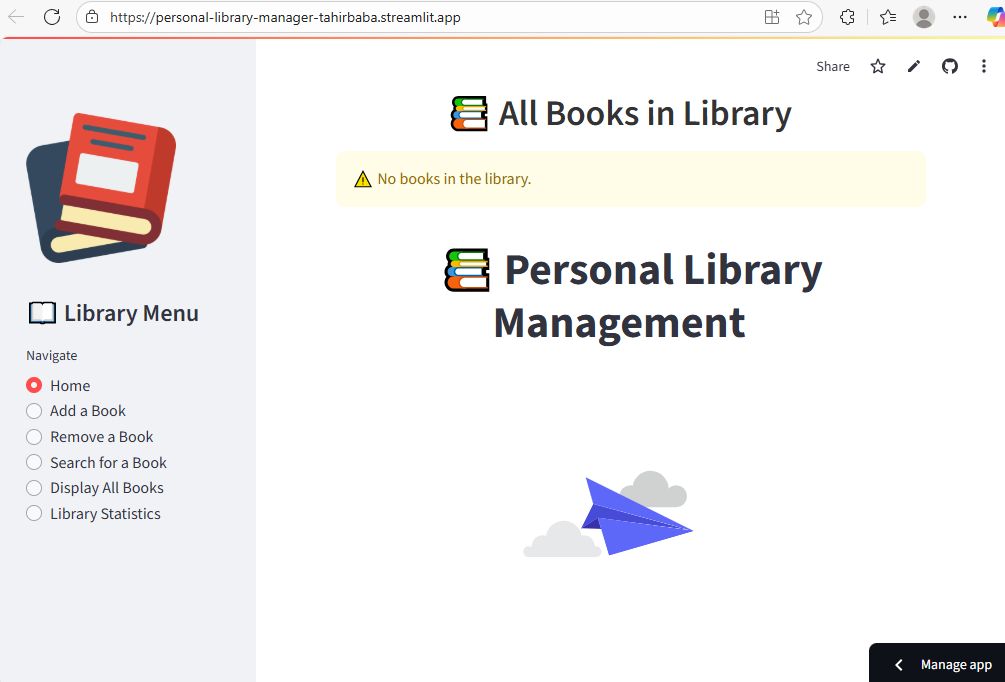 https://personal-library-manager-tahirbaba.streamlit.app
Share
📚 All Books in Library
⚠️ No books in the library.
📚 Personal Library
Management
📖 Library Menu
Navigate
Home
Add a Book
Remove a Book
Search for a Book
Display All Books
Library Statistics
Manage app